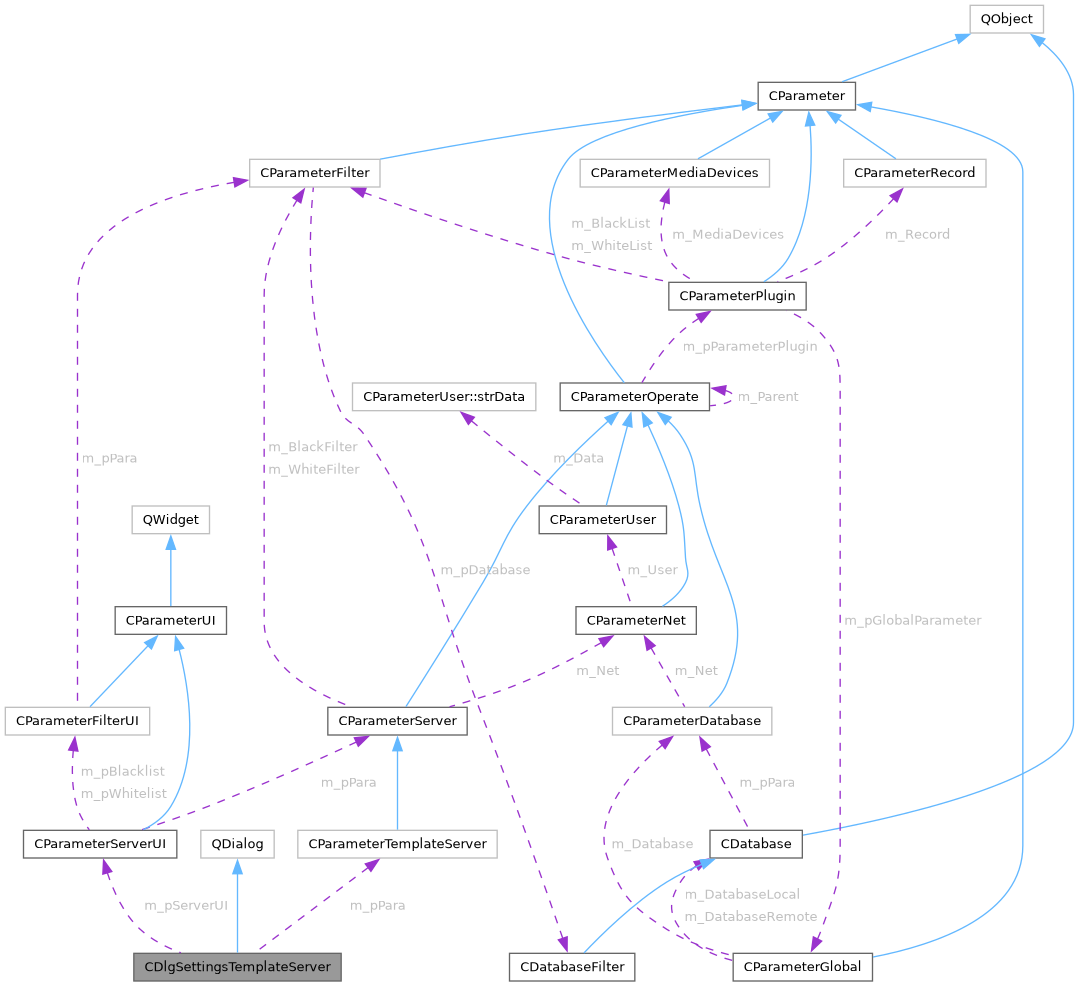 QObject
CParameter
CParameterFilter
CParameterMediaDevices
CParameterRecord
m_BlackList
m_WhiteList
m_MediaDevices
m_Record
CParameterPlugin
m_pParameterPlugin
CParameterUser::strData
CParameterOperate
m_Parent
m_pPara
m_BlackFilter
m_WhiteFilter
m_Data
QWidget
CParameterUser
m_pDatabase
m_User
CParameterUI
CParameterNet
m_pGlobalParameter
m_Net
m_Net
CParameterFilterUI
CParameterServer
CParameterDatabase
m_pBlacklist
m_pWhitelist
m_pPara
m_pPara
CParameterServerUI
QDialog
CParameterTemplateServer
m_Database
CDatabase
m_pServerUI
m_pPara
m_DatabaseLocal
m_DatabaseRemote
CDlgSettingsTemplateServer
CDatabaseFilter
CParameterGlobal